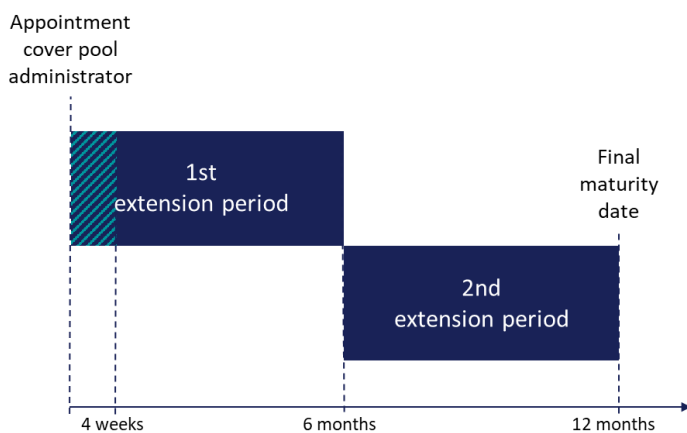 Appointment
cover pool
administrator
1st
extension period
Final
maturity
date
2nd
extension period
4 weeks
6 months
12 months